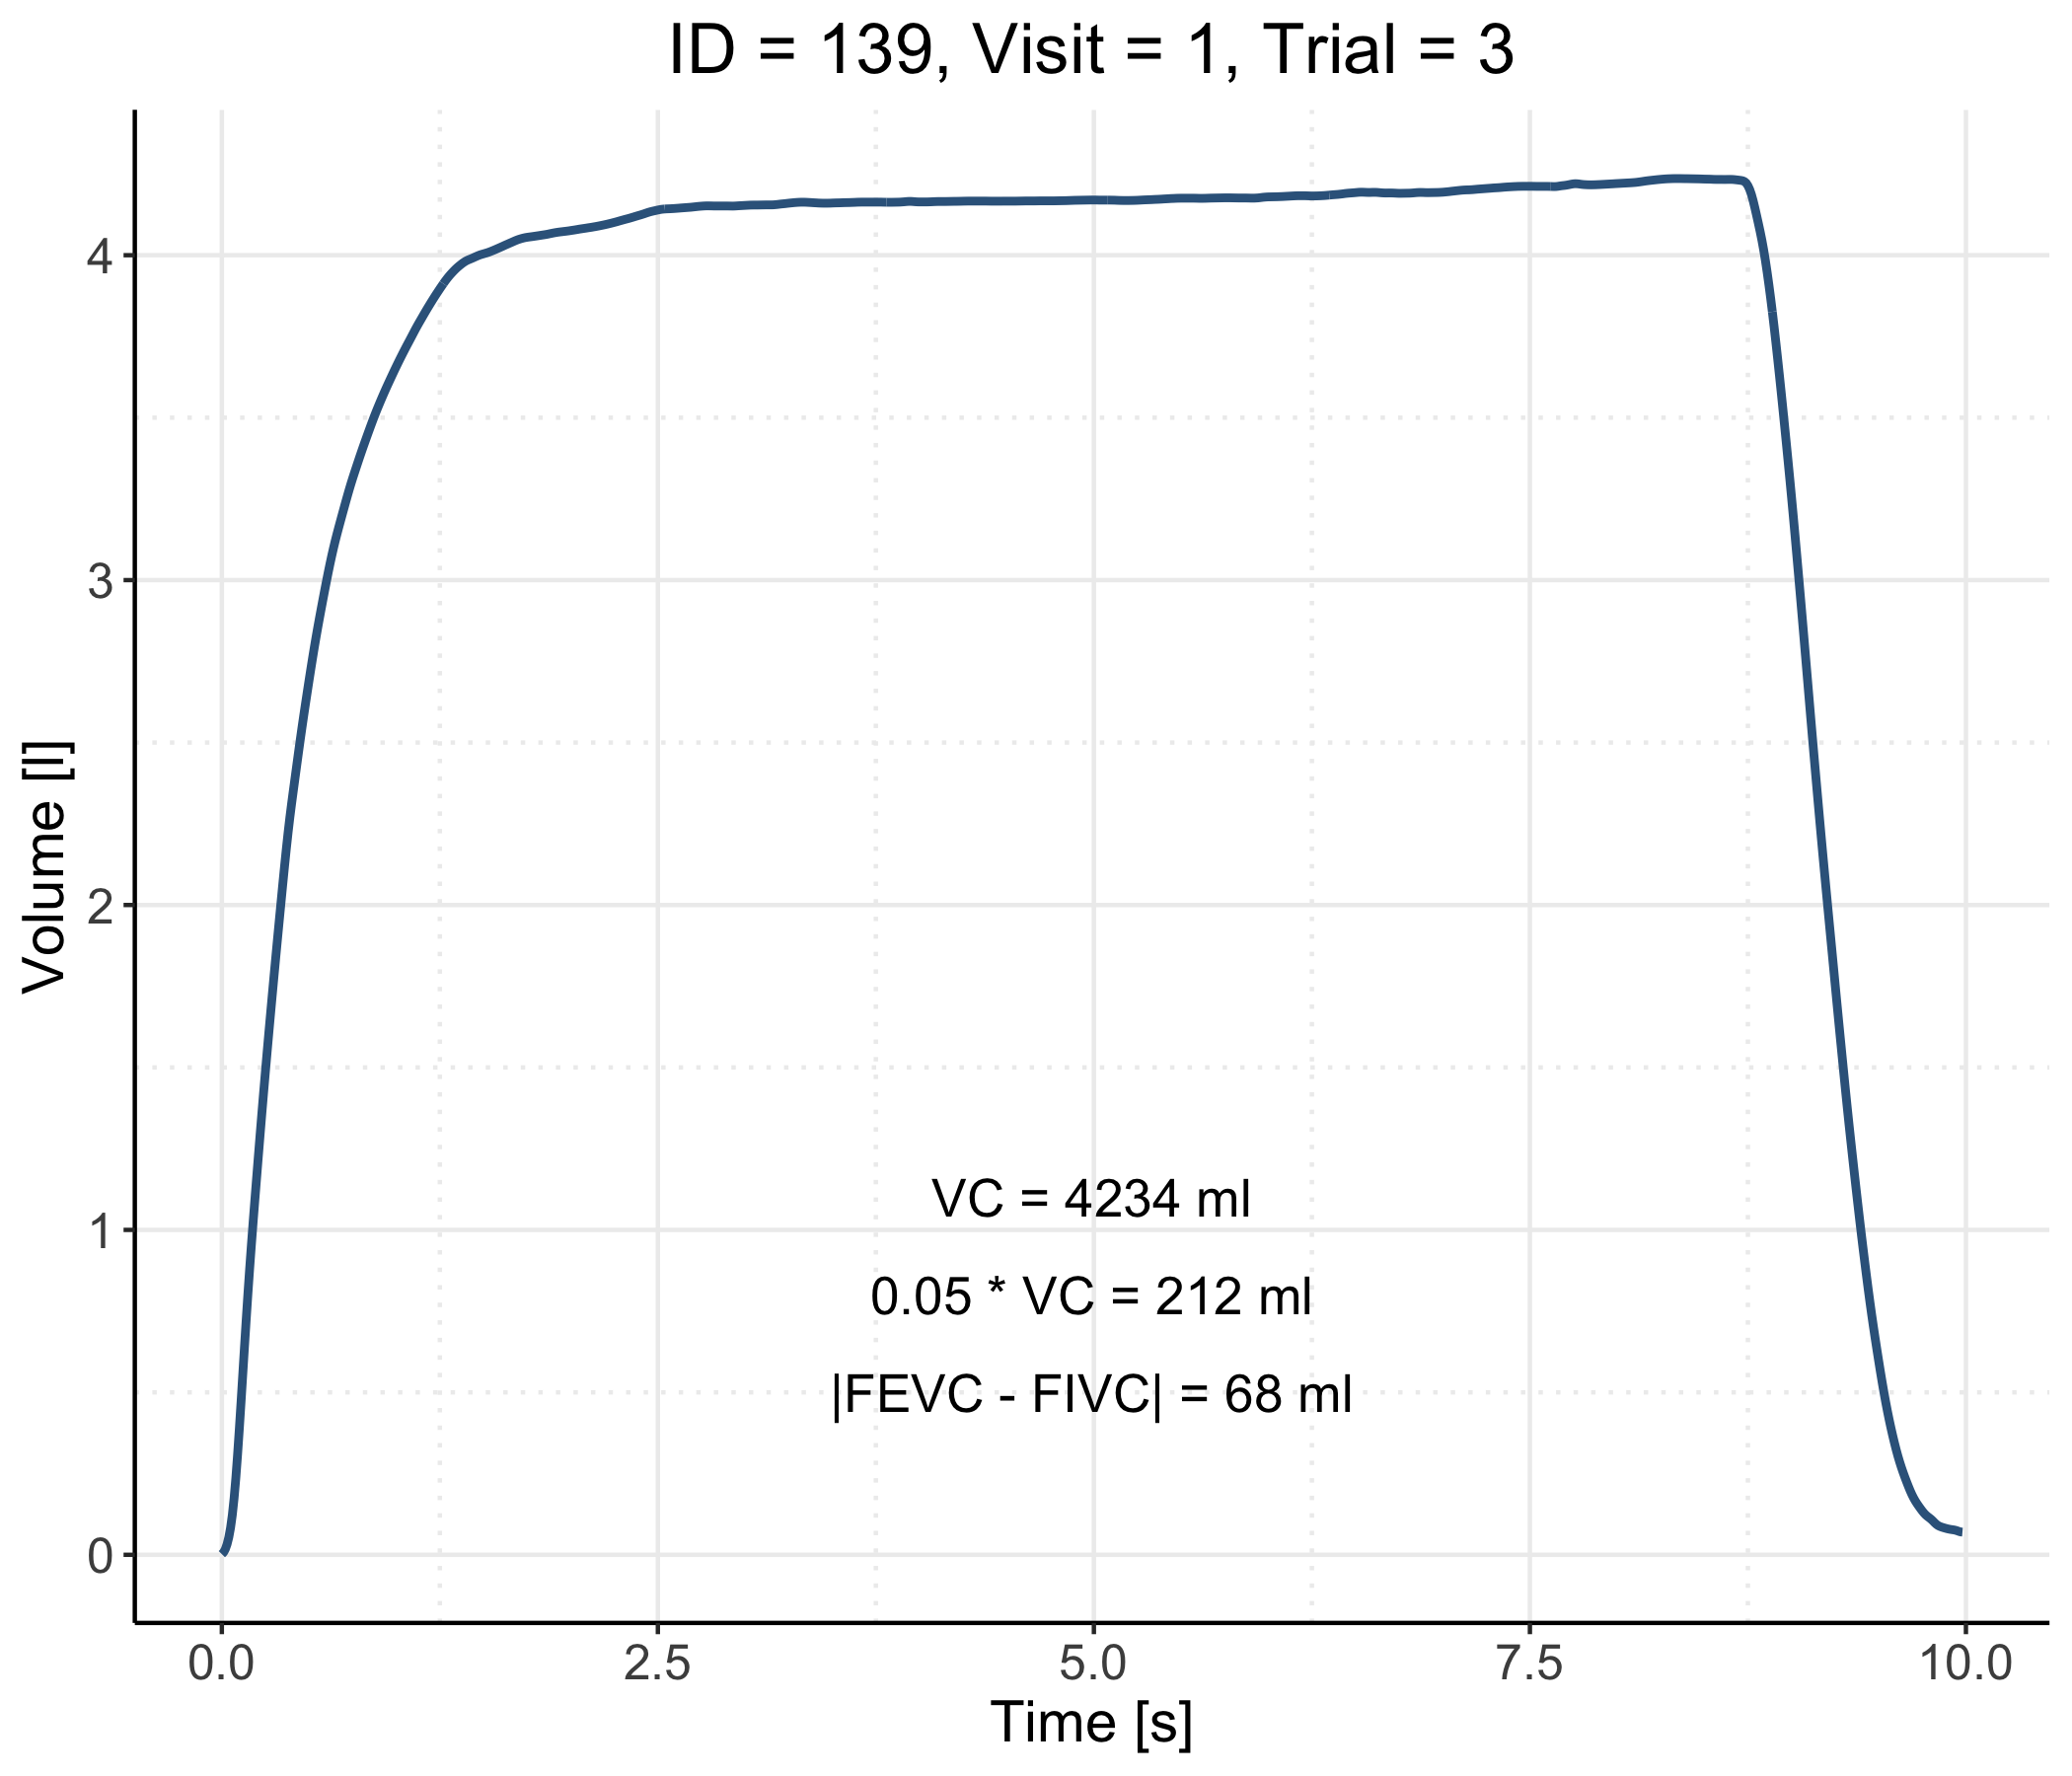 ID = 139, Visit = 1, Trial = 3
Volume [l]
4
3
2
1
0
VC = 4234 ml
0.05 * VC = 212 ml
|FEVC - FIVC| = 68 ml
0.0 2.5 5.0 7.5 10.0
Time [s]